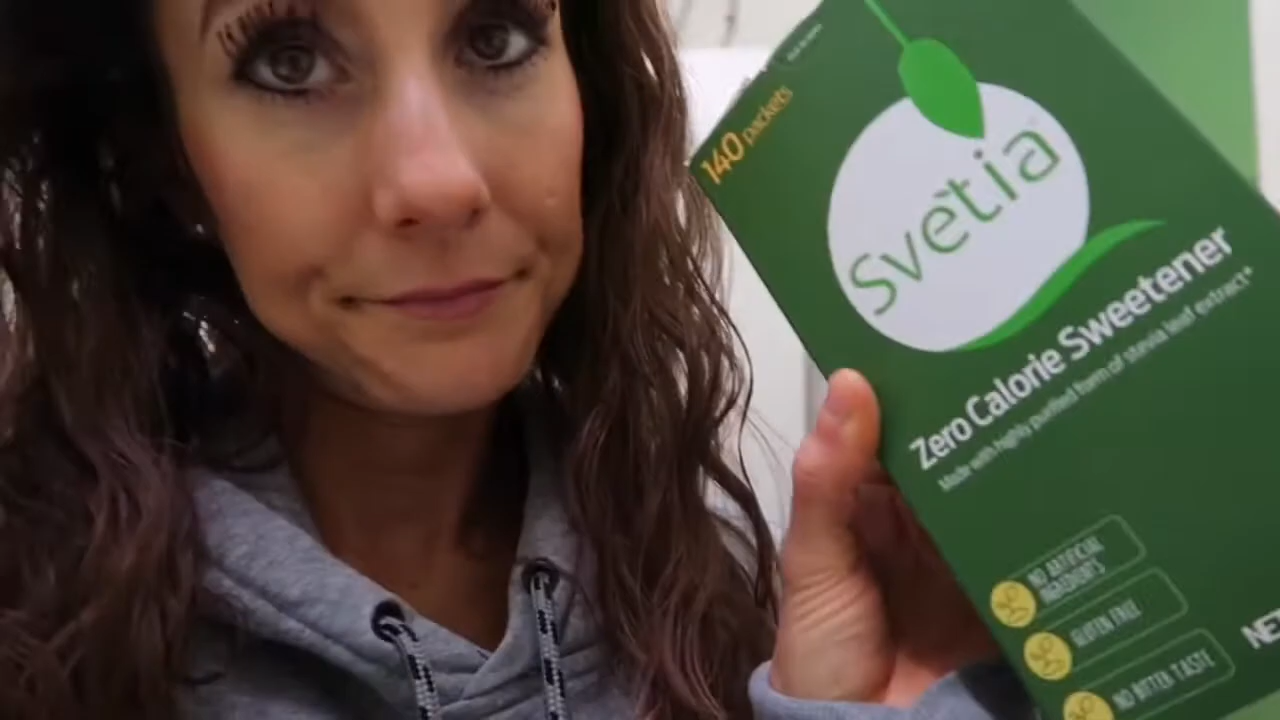 140 packets
Svetia
Zero Calorie Sweetener
Made with highly purified form of stevia leaf extract*
NO ARTIFICIAL
INGREDIENTS
GLUTEN FREE
NO BITTER TASTE